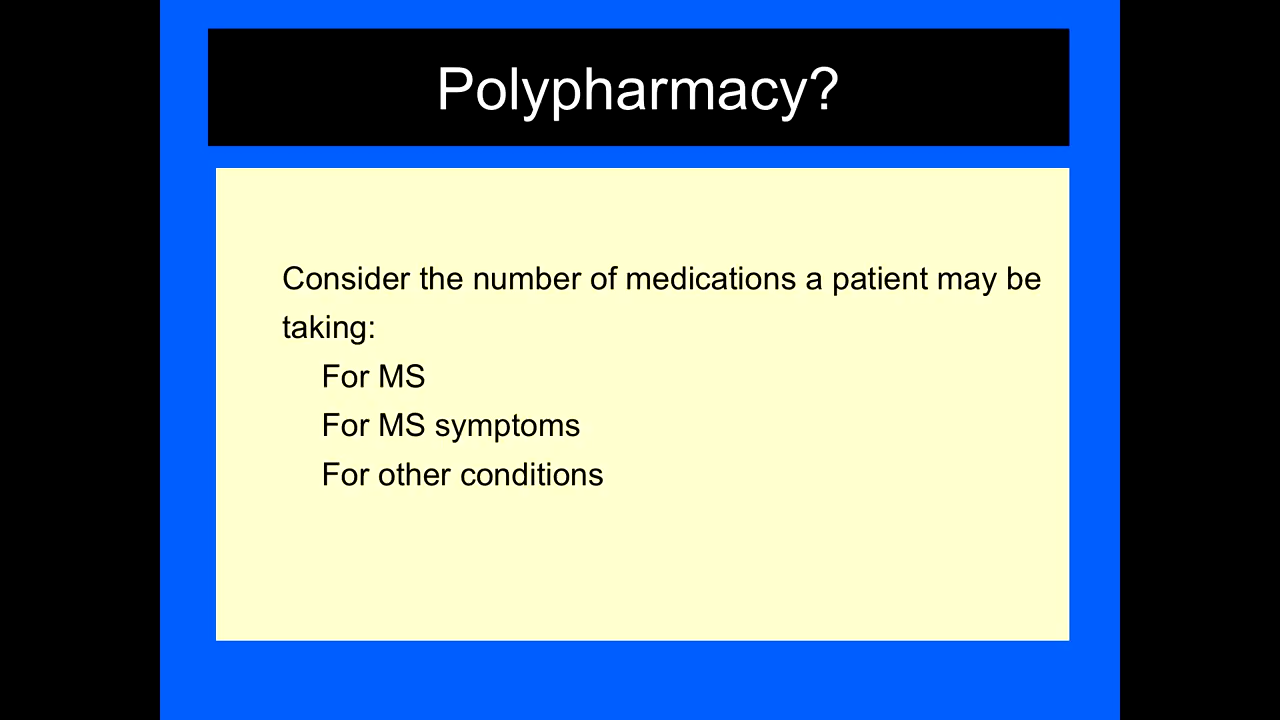 Polypharmacy?
Consider the number of medications a patient may be
taking:
For MS
For MS symptoms
For other conditions